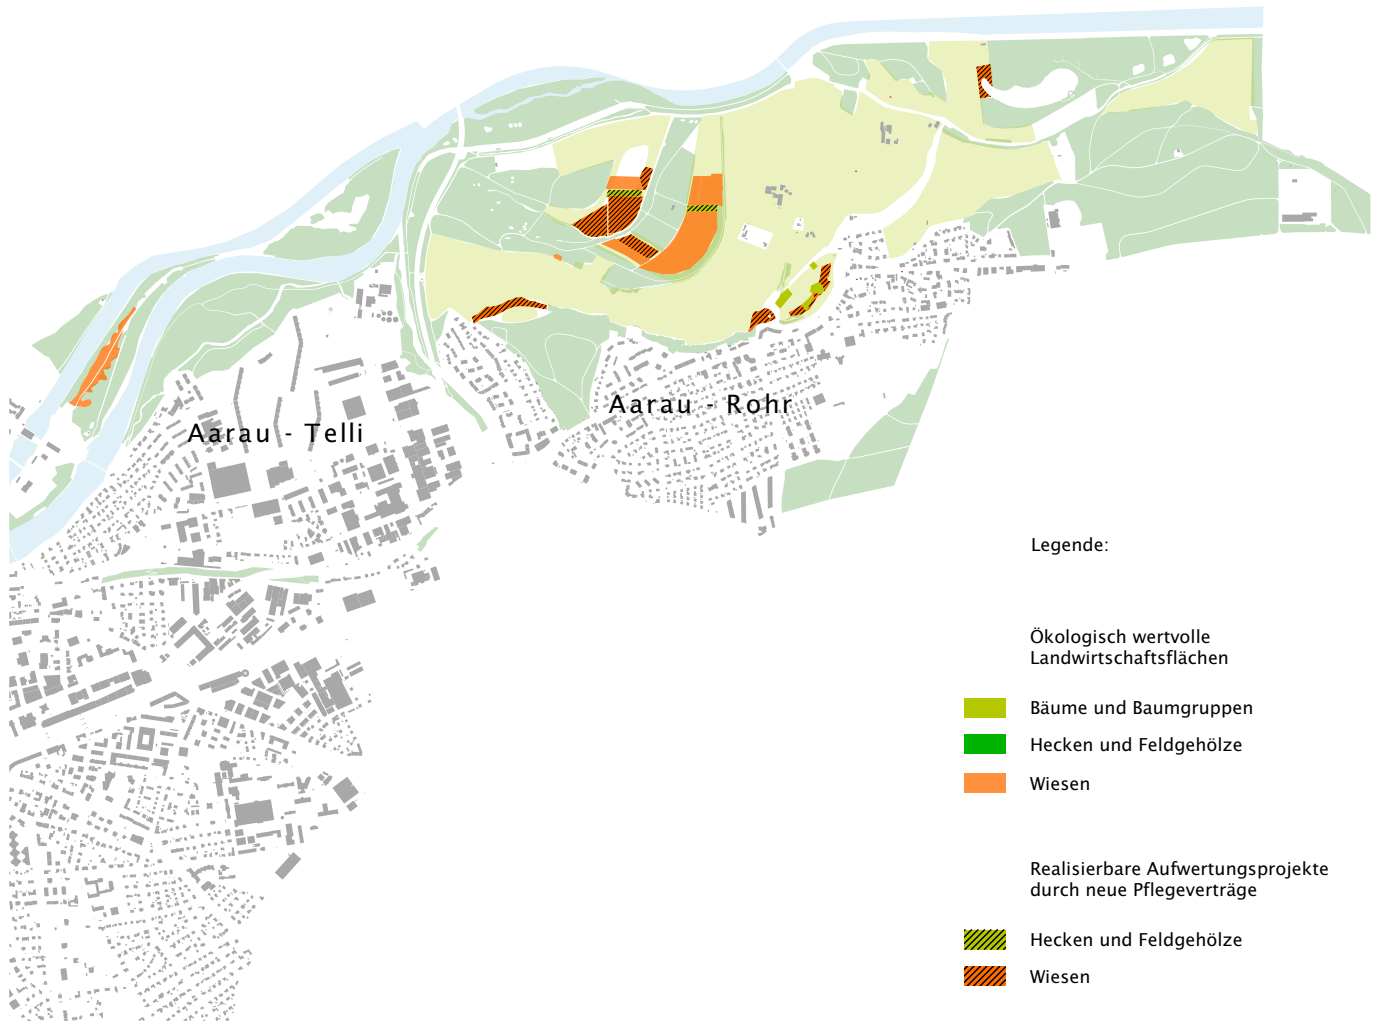 Aarau - Rohr
Aarau - Telli
Legende:
Ökologisch wertvolle
Landwirtschaftsflächen
Bäume und Baumgruppen
Hecken und Feldgehölze
Wiesen
Realisierbare Aufwertungsprojekte
durch neue Pflegeverträge
Hecken und Feldgehölze
Wiesen